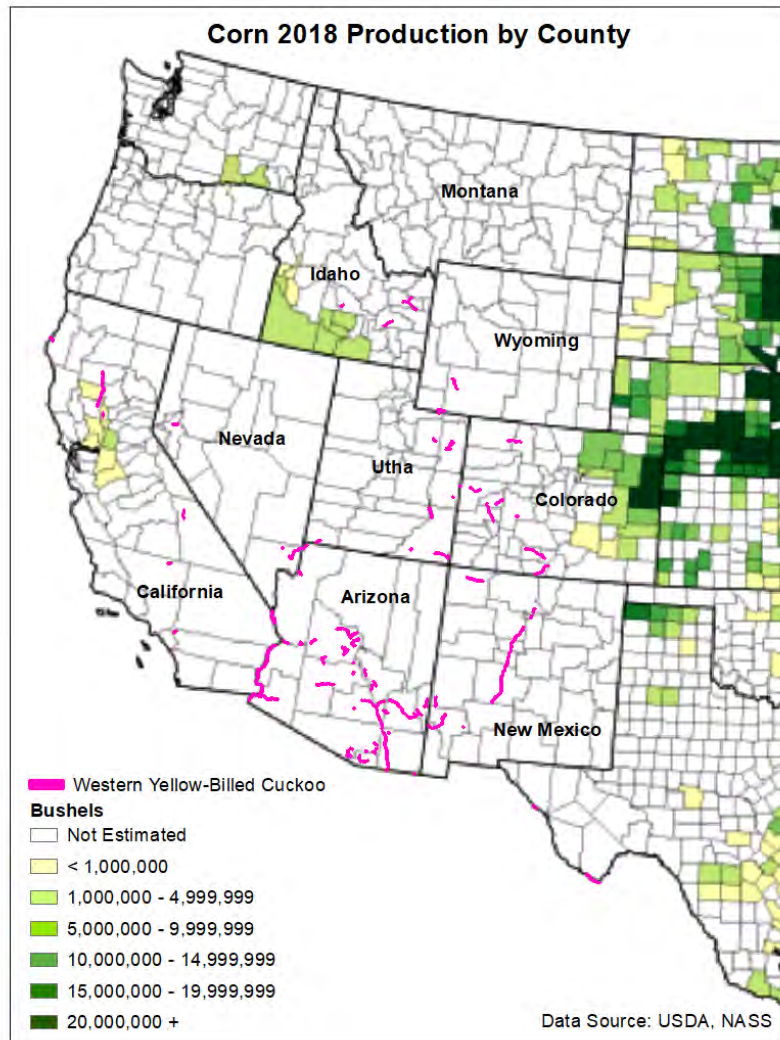 Corn 2018 Production by County
Montana
Idaho
Wyoming
Nevada
Utha
Colorado
California
Arizona
New Mexico
Western Yellow-Billed Cuckoo
Bushels
Not Estimated
< 1,000,000
1,000,000 - 4,999,999
5,000,000 - 9,999,999
10,000,000 - 14,999,999
15,000,000 - 19,999,999
20,000,000 +
Data Source: USDA, NASS